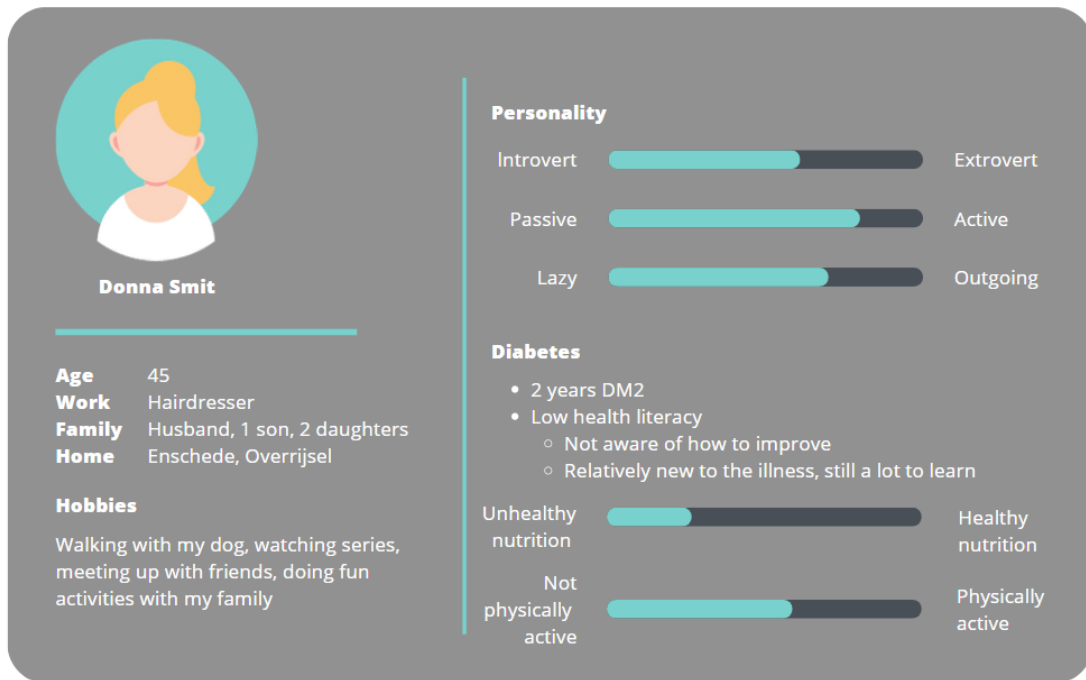 Donna Smit
Age 45
Work Hairdresser
Family Husband, 1 son, 2 daughters
Home Enschede, Overrijsel
Hobbies
Walking with my dog, watching series,
meeting up with friends, doing fun
activities with my family
Personality
Introvert Extrovert
Passive Active
Lazy Outgoing
Diabetes
• 2 years DM2
• Low health literacy
○ Not aware of how to improve
○ Relatively new to the illness, still a lot to learn
Unhealthy
nutrition
Healthy
nutrition
Not
physically
active
Physically
active